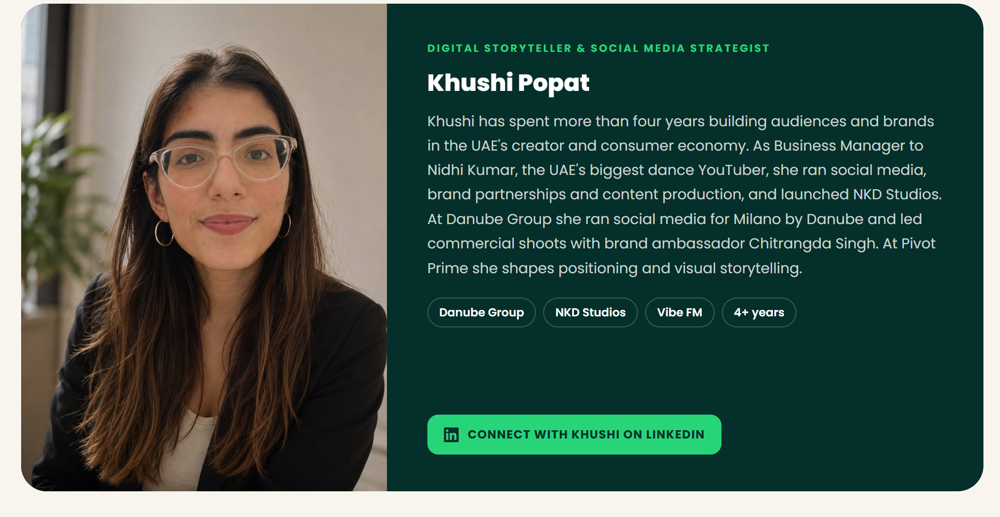 DIGITAL STORYTELLER & SOCIAL MEDIA STRATEGIST
Khushi Popat
Khushi has spent more than four years building audiences and brands
in the UAE's creator and consumer economy. As Business Manager to
Nidhi Kumar, the UAE's biggest dance YouTuber, she ran social media,
brand partnerships and content production, and launched NKD Studios.
At Danube Group she ran social media for Milano by Danube and led
commercial shoots with brand ambassador Chitrangda Singh. At Pivot
Prime she shapes positioning and visual storytelling.
Danube Group NKD Studios Vibe FM 4+ years
in CONNECT WITH KHUSHI ON LINKEDIN